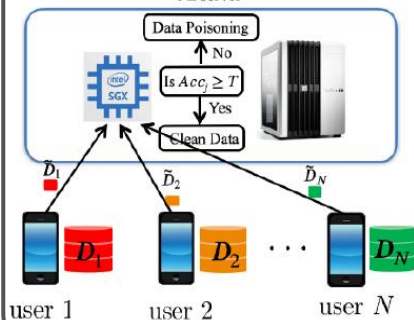 Data Poisoning
No
intel
SGX
Is Acc_j ≥ T
Yes
Clean Data
D̃_1
D̃_2
D̃_N
D_1
D_2
...
D_N
user 1
user 2
user N